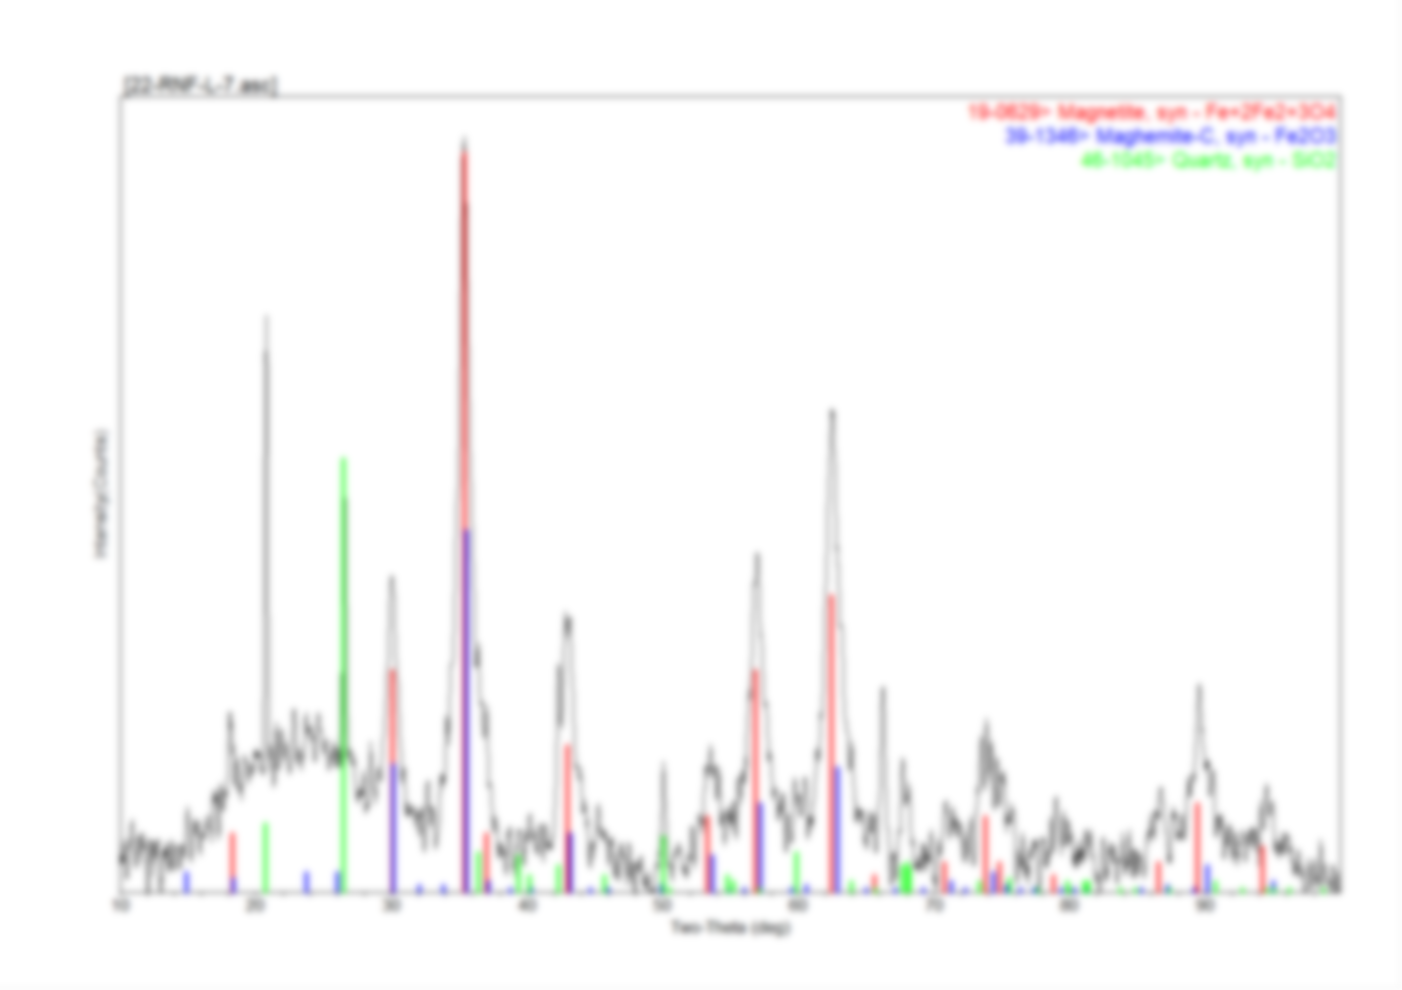 [22-RNF-L-7.asc]
19-0629> Magnetite, syn - Fe+2Fe2+3O4
39-1346> Maghemite-C, syn - Fe2O3
46-1045> Quartz, syn - SiO2
Intensity(Counts)
10 20 30 40 50 60 70 80 90
Two-Theta (deg)